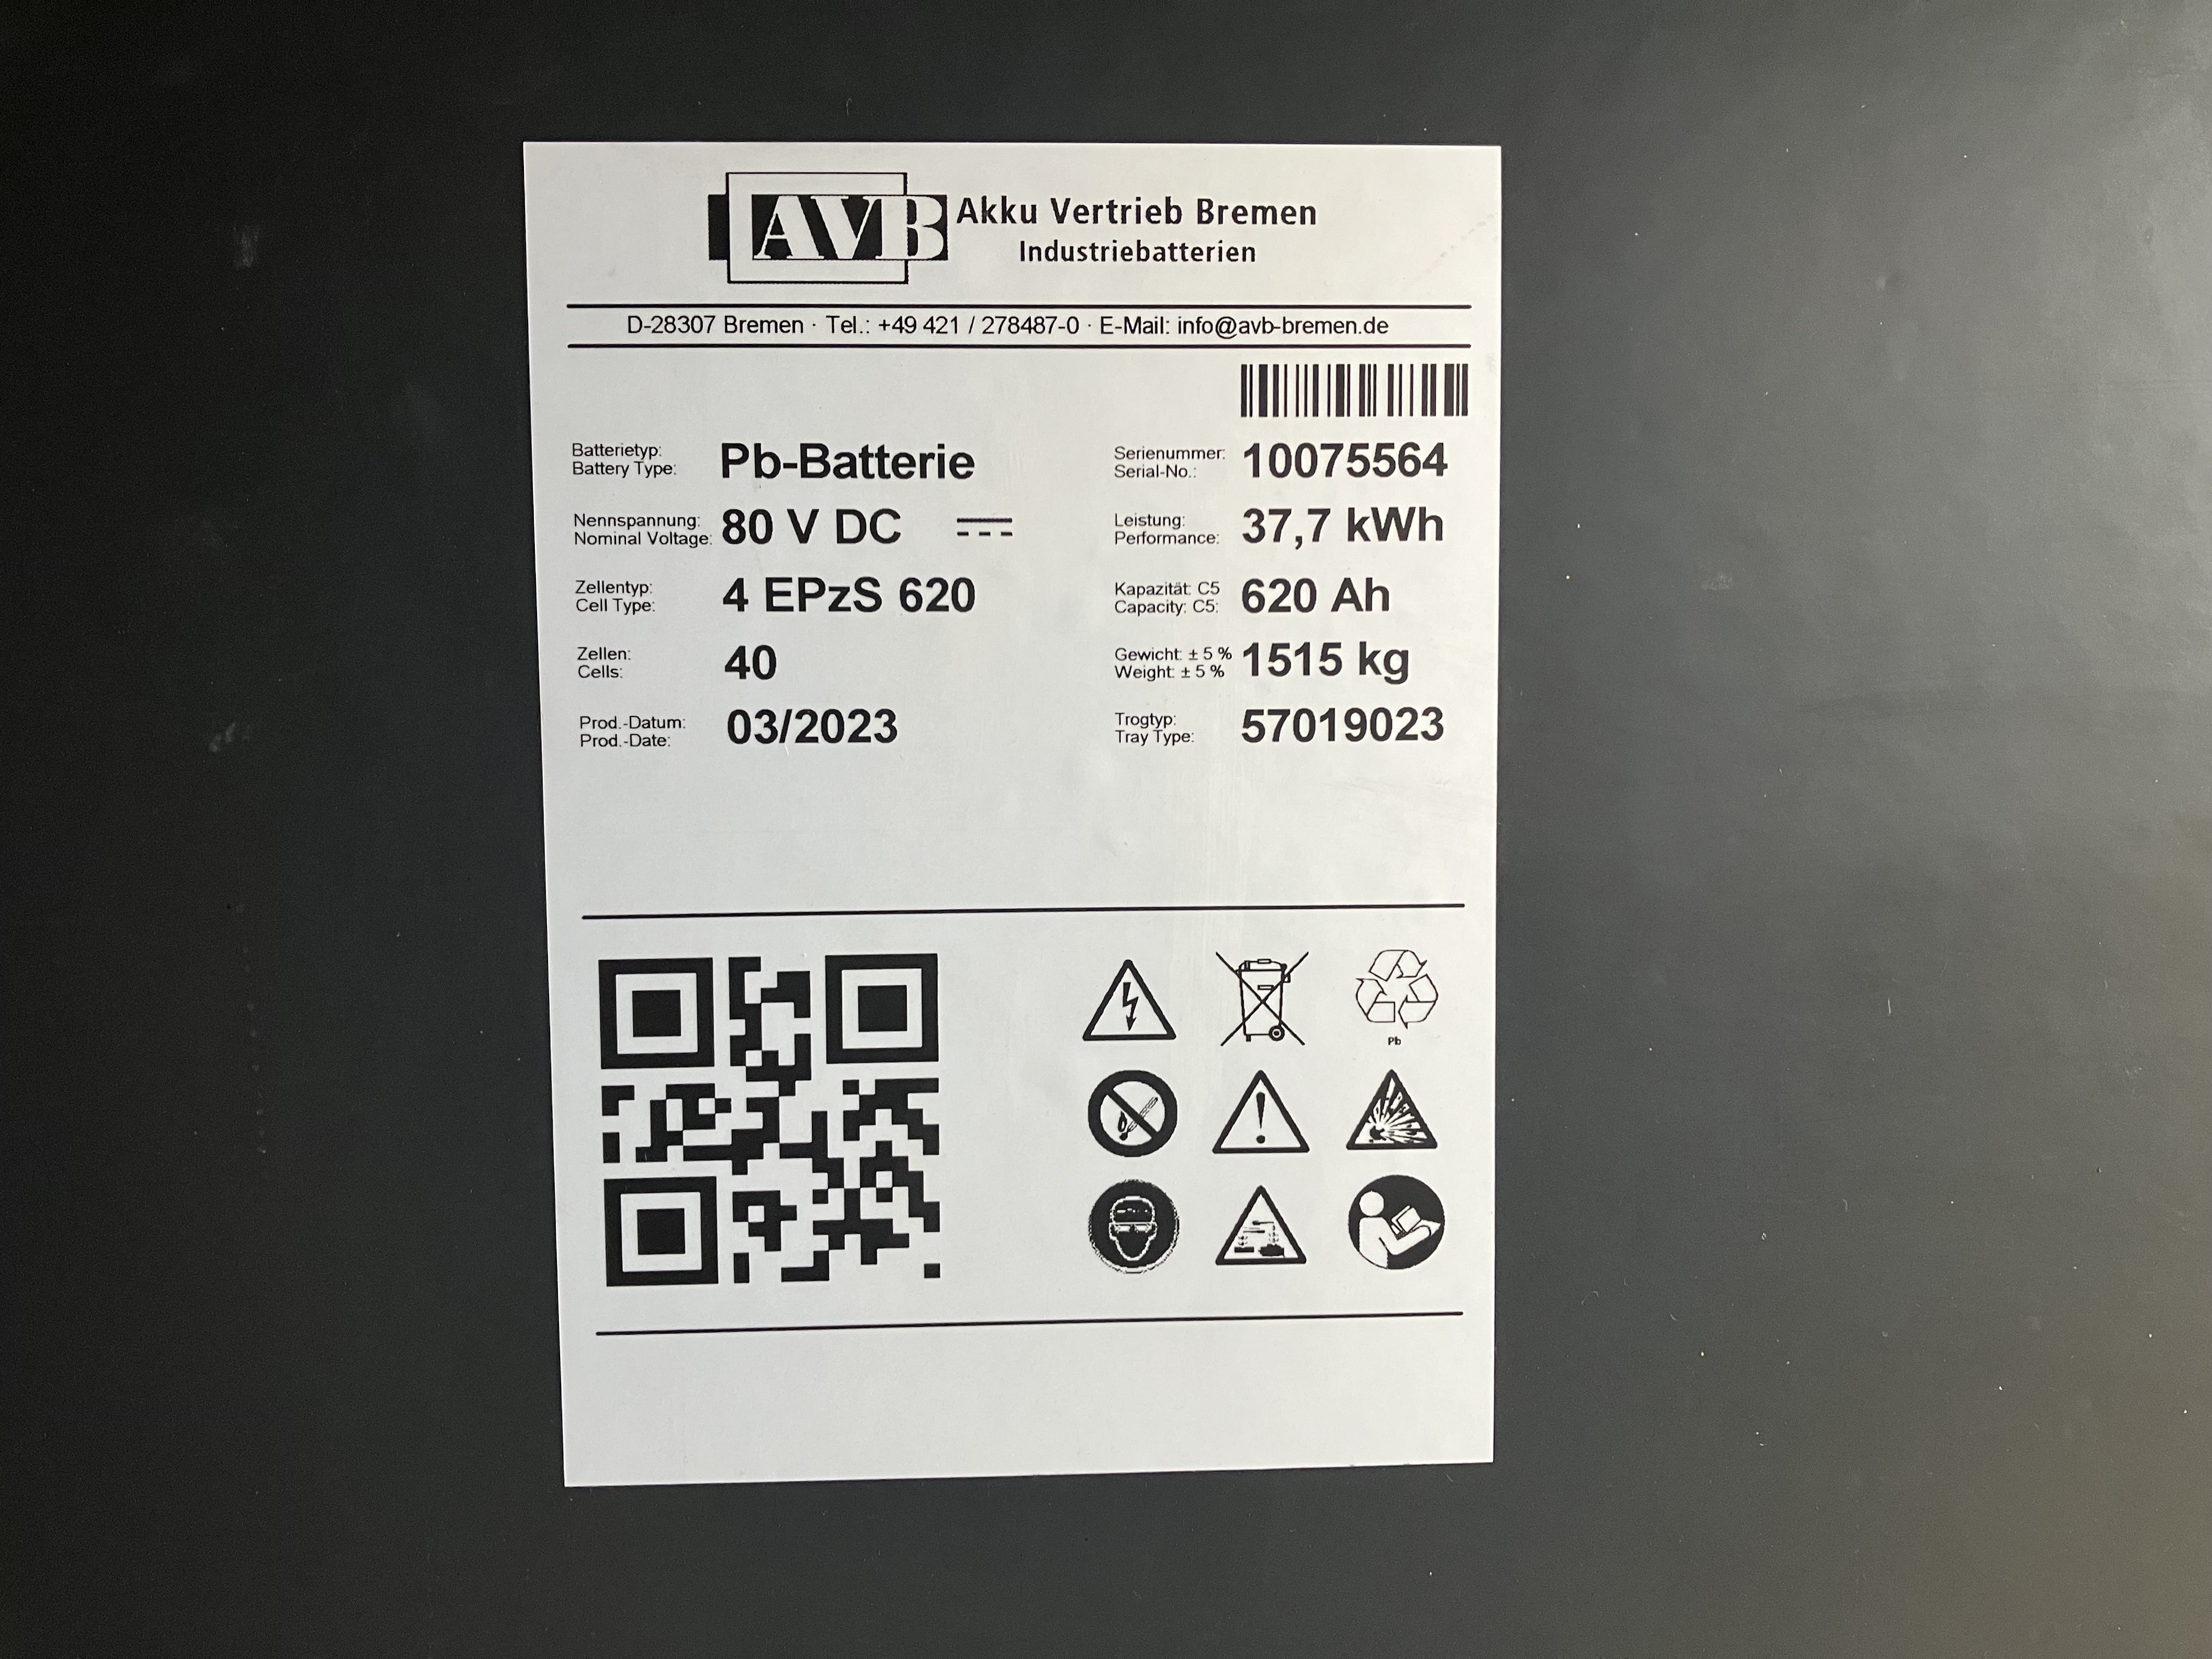 AVB Akku Vertrieb Bremen
Industriebatterien
D-28307 Bremen · Tel.: +49 421 / 278487-0 · E-Mail: info@avb-bremen.de
Batterietyp:
Battery Type:
Pb-Batterie
Serienummer:
Serial-No.:
10075564
Nennspannung:
Nominal Voltage:
80 V DC
Leistung:
Performance:
37,7 kWh
Zellentyp:
Cell Type:
4 EPzS 620
Kapazität: C5
Capacity: C5:
620 Ah
Zellen:
Cells:
40
Gewicht: ± 5 %
Weight: ± 5 %
1515 kg
Prod.-Datum:
Prod.-Date:
03/2023
Trogtyp:
Tray Type:
57019023
Pb